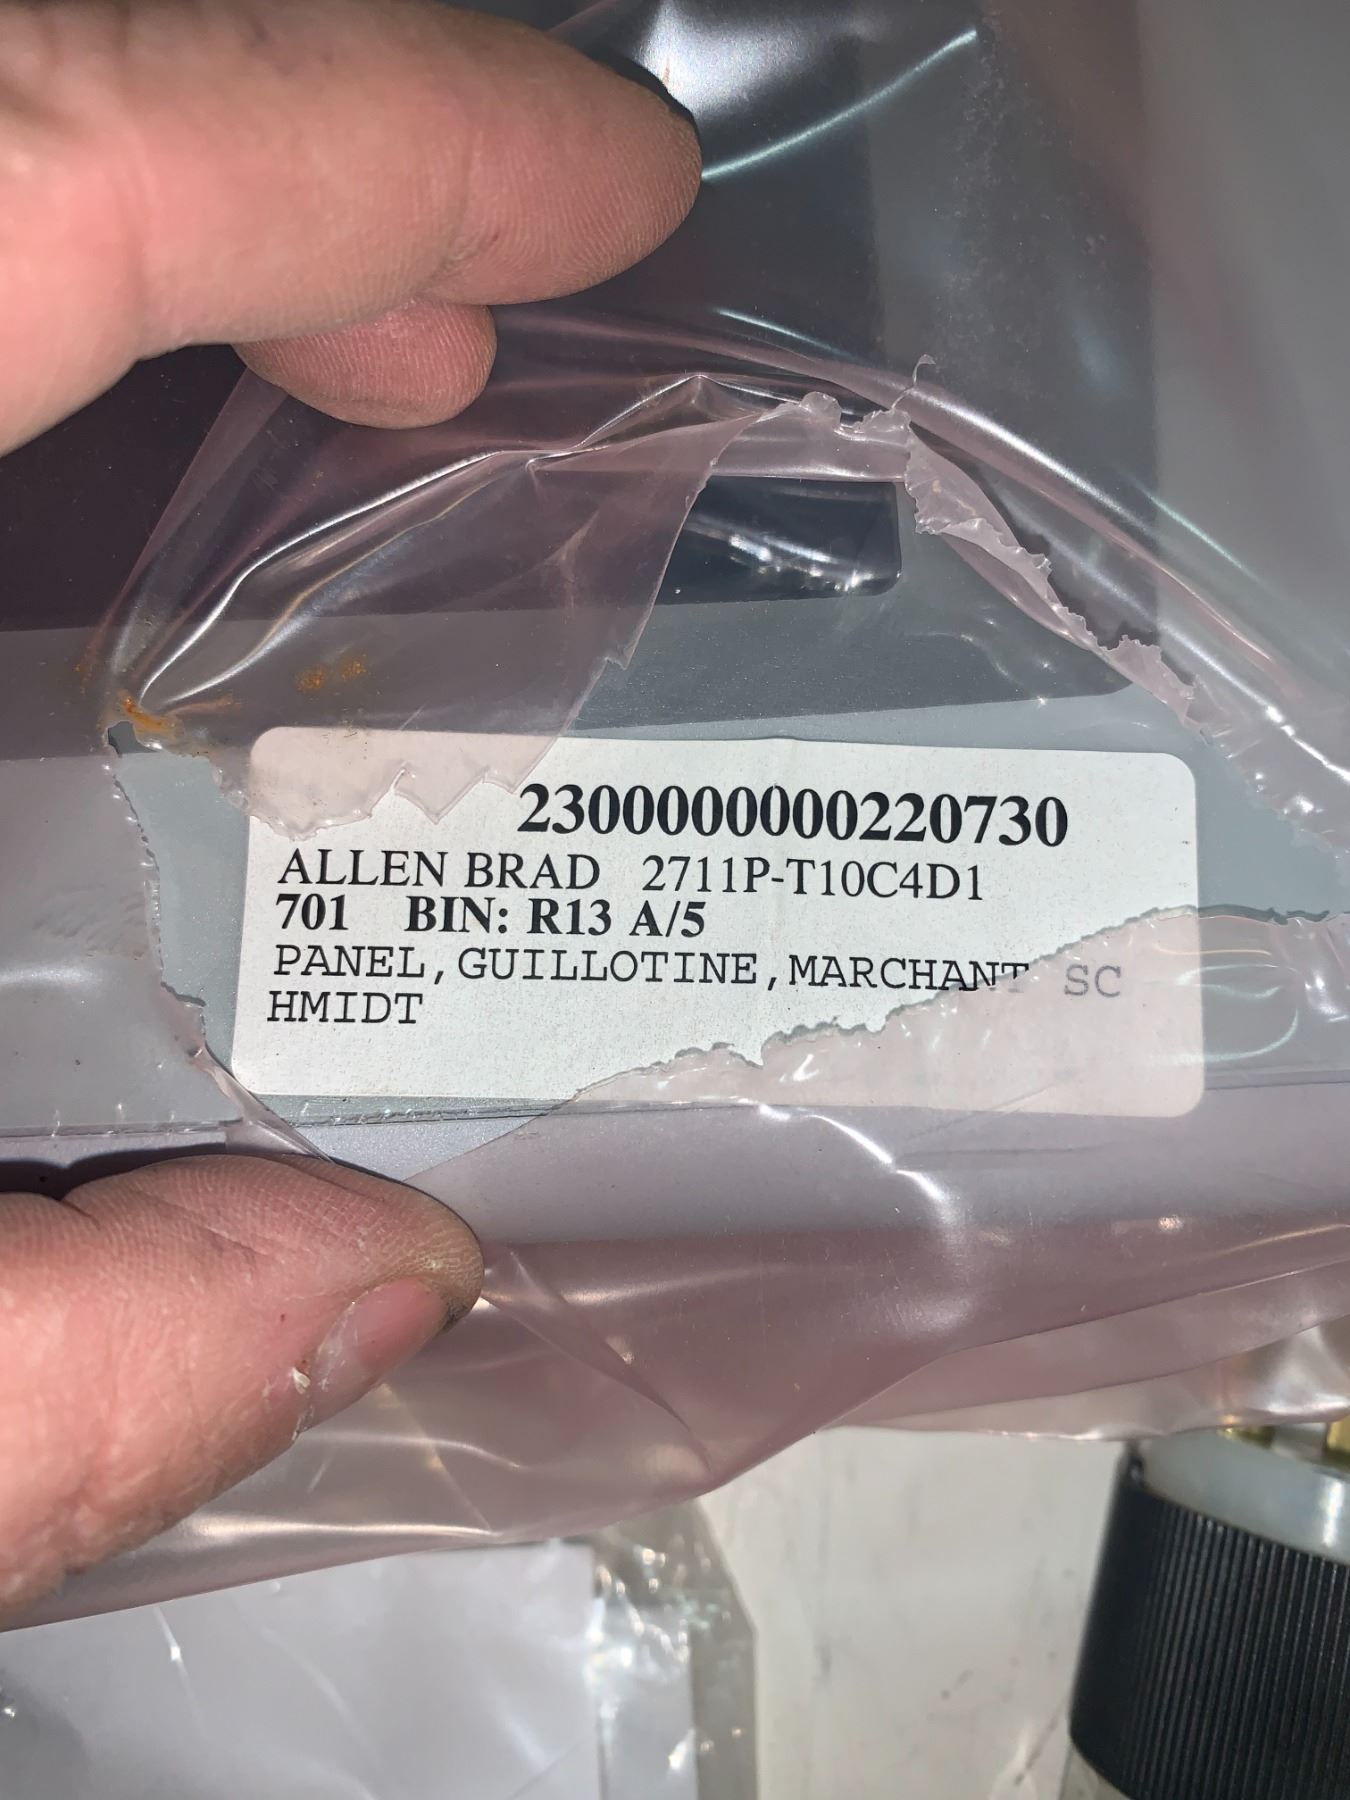 2300000000220730
ALLEN BRAD 2711P-T10C4D1
701 BIN: R13 A/5
PANEL,GUILLOTINE,MARCHANT SC
HMIDT